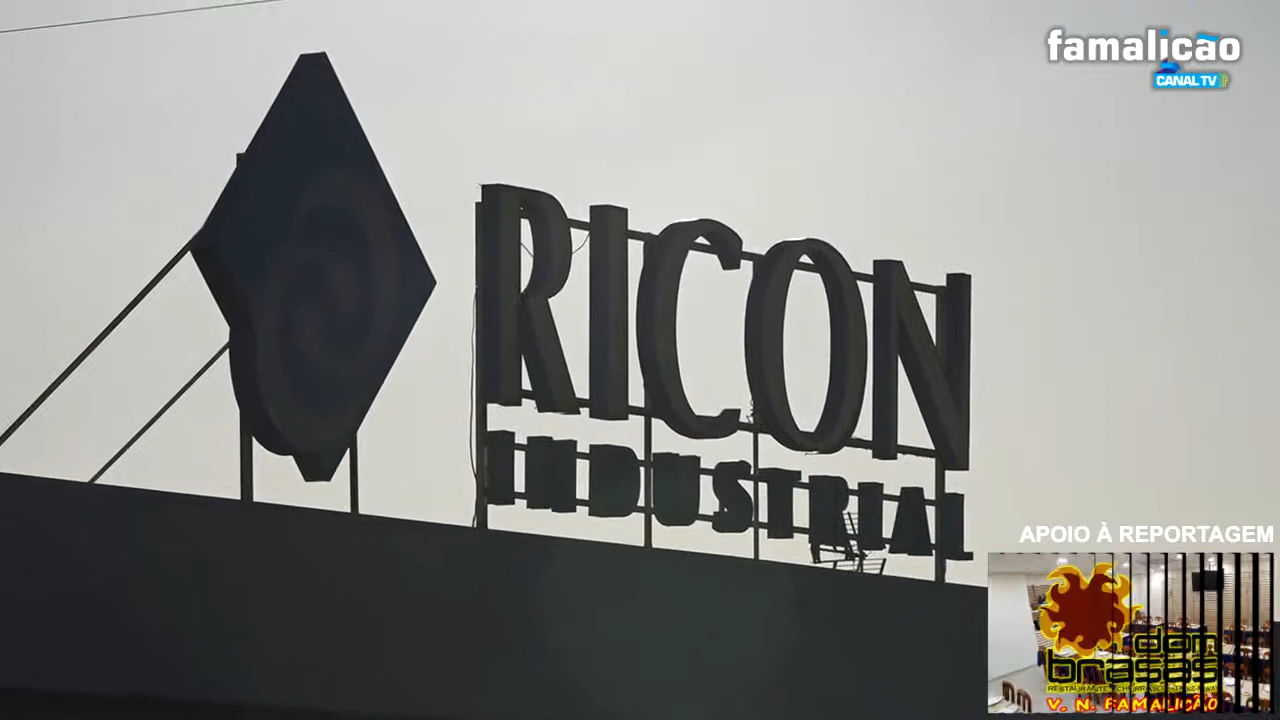 famalicão
CANAL TV
RICON
INDUSTRIAL
APOIO À REPORTAGEM
dom
brasas
V. N. FAMALICÃO